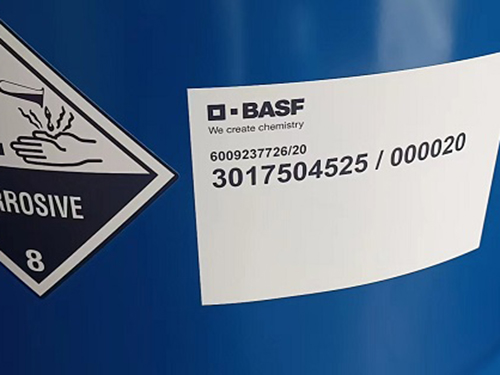 BASF
We create chemistry
6009237726/20
3017504525 / 000020
RROSIVE
8